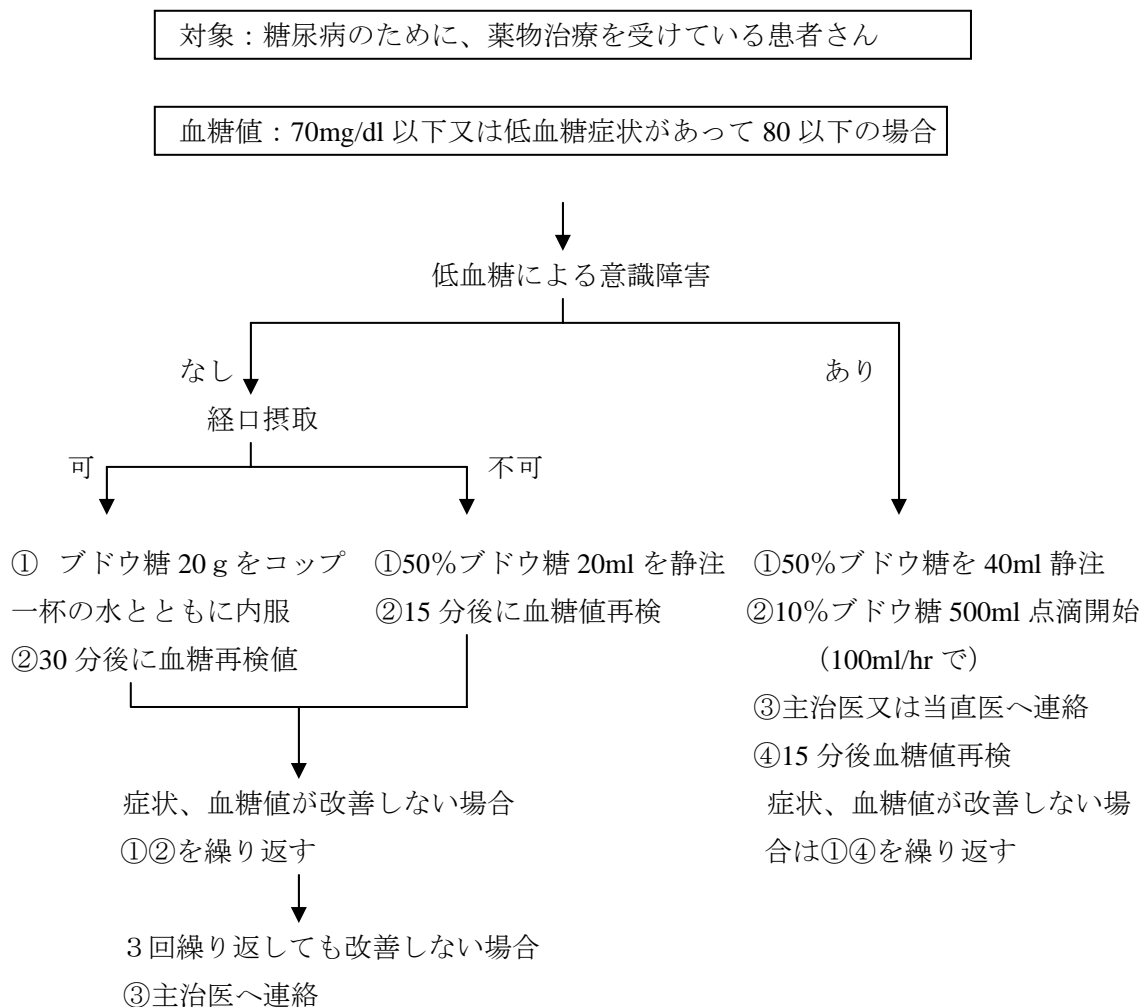 対象：糖尿病のために、薬物治療を受けている患者さん
血糖値：70mg/dl 以下又は低血糖症状があって 80 以下の場合
低血糖による意識障害
なし
あり
経口摂取
可
不可
① ブドウ糖 20ｇをコップ
一杯の水とともに内服
②30 分後に血糖再検値
①50％ブドウ糖 20ml を静注
②15 分後に血糖値再検
①50％ブドウ糖を 40ml 静注
②10％ブドウ糖 500ml 点滴開始
（100ml/hr で）
③主治医又は当直医へ連絡
④15 分後血糖値再検
症状、血糖値が改善しない場
合は①④を繰り返す
症状、血糖値が改善しない場合
①②を繰り返す
３回繰り返しても改善しない場合
③主治医へ連絡